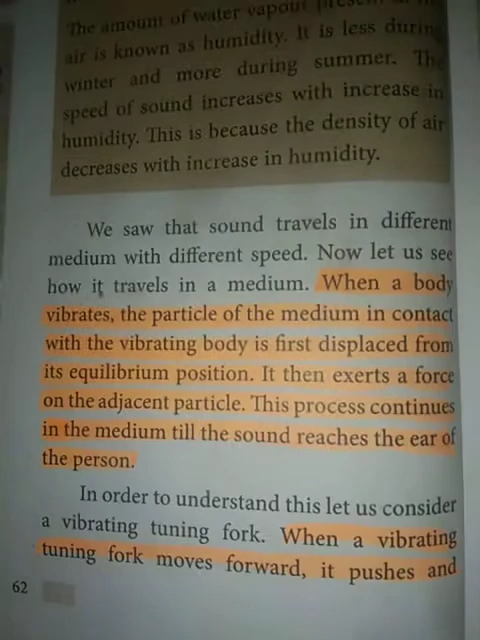 The amount of water vapour present in
air is known as humidity. It is less during
winter and more during summer. The
speed of sound increases with increase in
humidity. This is because the density of air
decreases with increase in humidity.
We saw that sound travels in different
medium with different speed. Now let us see
how it travels in a medium. When a body
vibrates, the particle of the medium in contact
with the vibrating body is first displaced from
its equilibrium position. It then exerts a force
on the adjacent particle. This process continues
in the medium till the sound reaches the ear of
the person.
In order to understand this let us consider
a vibrating tuning fork. When a vibrating
tuning fork moves forward, it pushes and
62